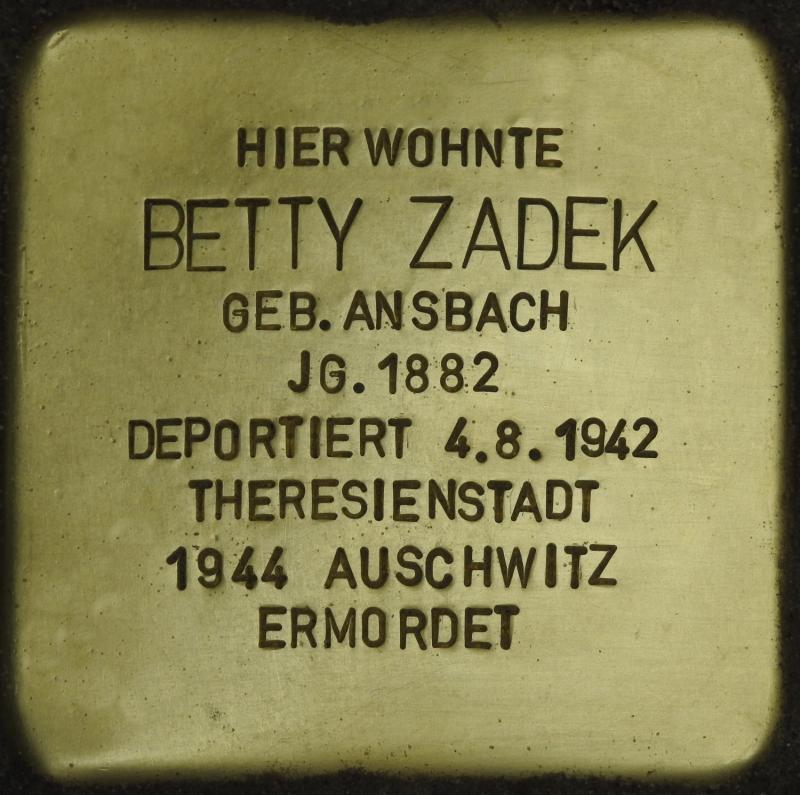 HIER WOHNTE
BETTY ZADEK
GEB. ANSBACH
JG. 1882
DEPORTIERT 4.8.1942
THERESIENSTADT
1944 AUSCHWITZ
ERMORDET